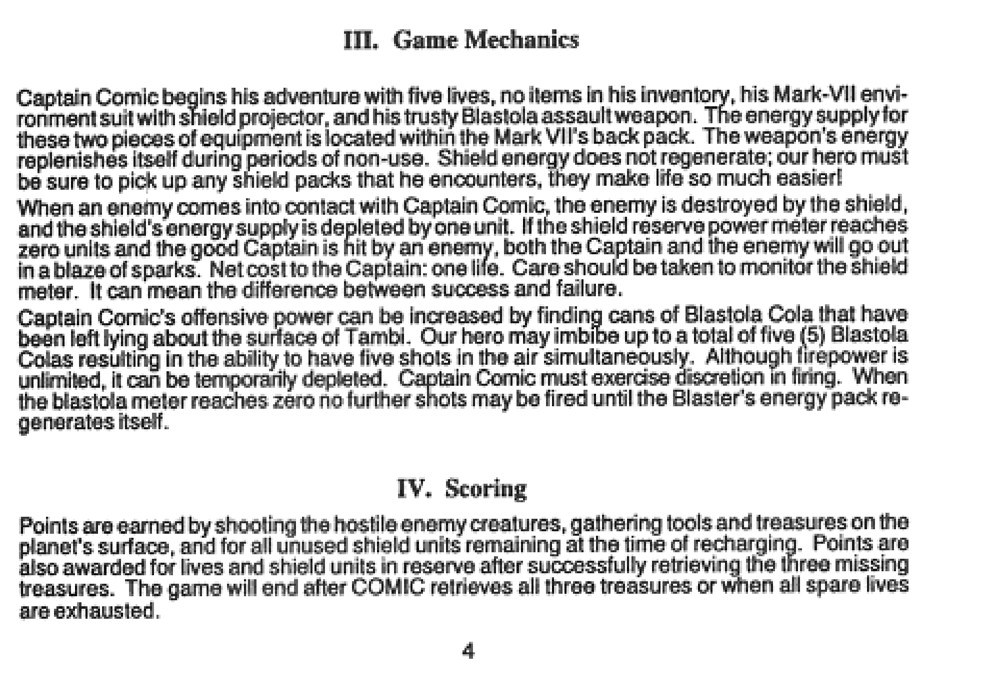 III. Game Mechanics
Captain Comic begins his adventure with five lives, no items in his inventory, his Mark-VII envi-
ronment suit with shield projector, and his trusty Blastola assault weapon. The energy supply for
these two pieces of equipment is located within the Mark VII's back pack. The weapon's energy
replenishes itself during periods of non-use. Shield energy does not regenerate; our hero must
be sure to pick up any shield packs that he encounters, they make life so much easier!
When an enemy comes into contact with Captain Comic, the enemy is destroyed by the shield,
and the shield's energy supply is depleted by one unit. If the shield reserve power meter reaches
zero units and the good Captain is hit by an enemy, both the Captain and the enemy will go out
in a blaze of sparks. Net cost to the Captain: one life. Care should be taken to monitor the shield
meter. It can mean the difference between success and failure.
Captain Comic's offensive power can be increased by finding cans of Blastola Cola that have
been left lying about the surface of Tambi. Our hero may imbibe up to a total of five (5) Blastola
Colas resulting in the ability to have five shots in the air simultaneously. Although firepower is
unlimited, it can be temporarily depleted. Captain Comic must exercise discretion in firing. When
the blastola meter reaches zero no further shots may be fired until the Blaster's energy pack re-
generates itself.
IV. Scoring
Points are earned by shooting the hostile enemy creatures, gathering tools and treasures on the
planet's surface, and for all unused shield units remaining at the time of recharging. Points are
also awarded for lives and shield units in reserve after successfully retrieving the three missing
treasures. The game will end after COMIC retrieves all three treasures or when all spare lives
are exhausted.
4